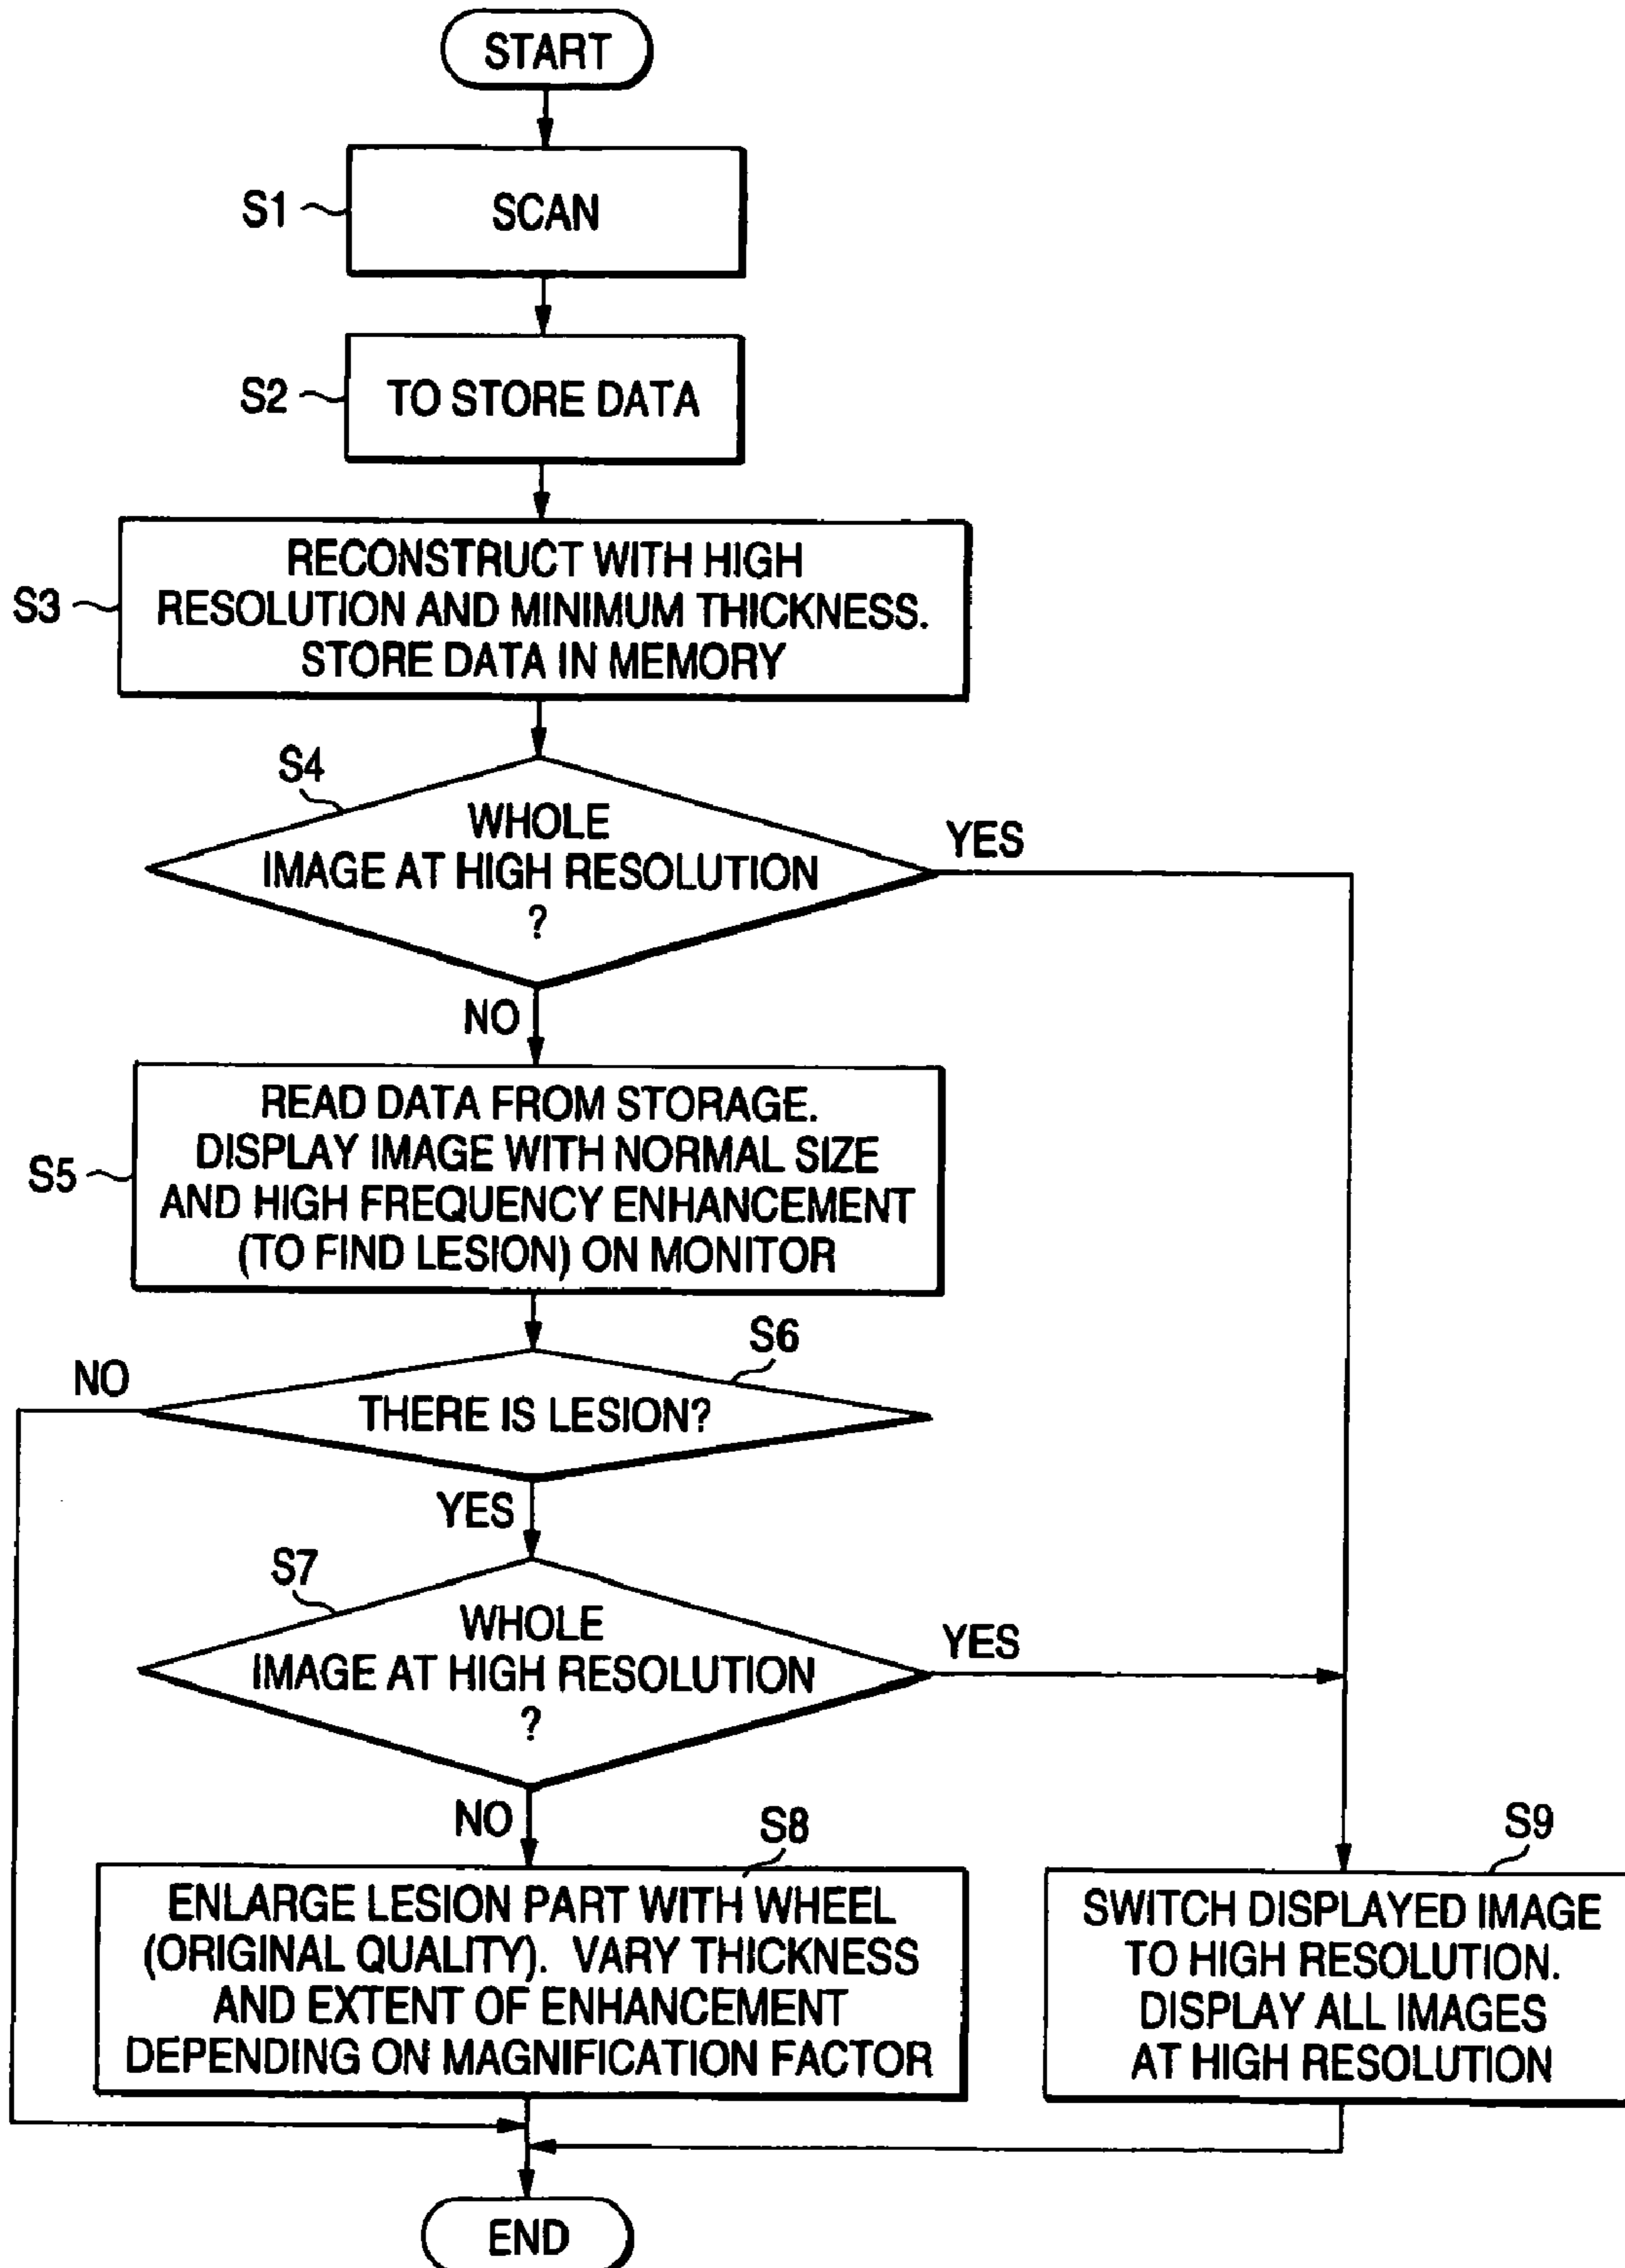 START
S1
SCAN
S2
TO STORE DATA
S3
RECONSTRUCT WITH HIGH
RESOLUTION AND MINIMUM THICKNESS.
STORE DATA IN MEMORY
S4
WHOLE
IMAGE AT HIGH RESOLUTION
?
YES
NO
S5
READ DATA FROM STORAGE.
DISPLAY IMAGE WITH NORMAL SIZE
AND HIGH FREQUENCY ENHANCEMENT
(TO FIND LESION) ON MONITOR
S6
NO
THERE IS LESION?
YES
S7
WHOLE
IMAGE AT HIGH RESOLUTION
?
YES
NO
S8
ENLARGE LESION PART WITH WHEEL
(ORIGINAL QUALITY). VARY THICKNESS
AND EXTENT OF ENHANCEMENT
DEPENDING ON MAGNIFICATION FACTOR
S9
SWITCH DISPLAYED IMAGE
TO HIGH RESOLUTION.
DISPLAY ALL IMAGES
AT HIGH RESOLUTION
END